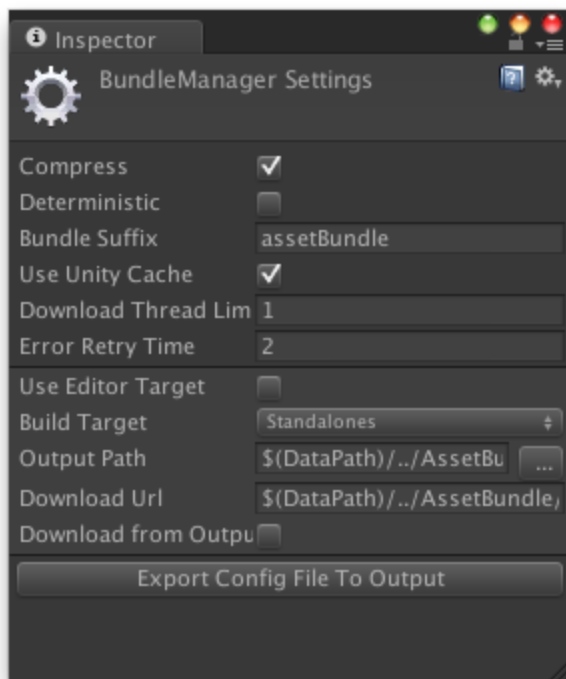 Inspector
BundleManager Settings
Compress
Deterministic
Bundle Suffix assetBundle
Use Unity Cache
Download Thread Lim 1
Error Retry Time 2
Use Editor Target
Build Target Standalones
Output Path $(DataPath)/../AssetBu ...
Download Url $(DataPath)/../AssetBundle/
Download from Outpu
Export Config File To Output